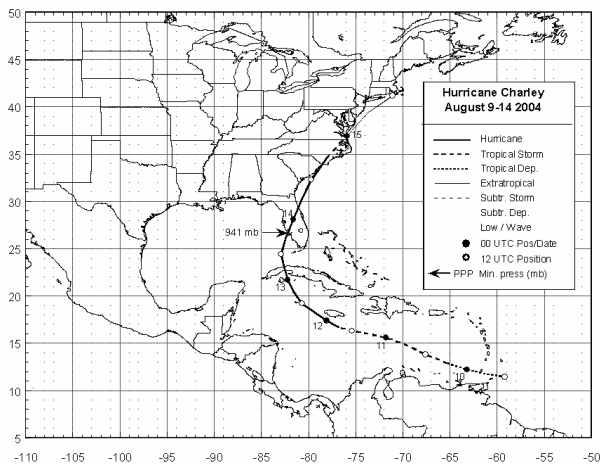 50
45
40
35
30
25
20
15
10
5
Hurricane Charley
August 9-14 2004
Hurricane
Tropical Storm
Tropical Dep.
Extratropical
Subtr. Storm
Subtr. Dep.
Low / Wave
00 UTC Pos/Date
12 UTC Position
PPP Min. press (mb)
15
14
941 mb
13
12
11
10
-110 -105 -100 -95 -90 -85 -80 -75 -70 -65 -60 -55 -50